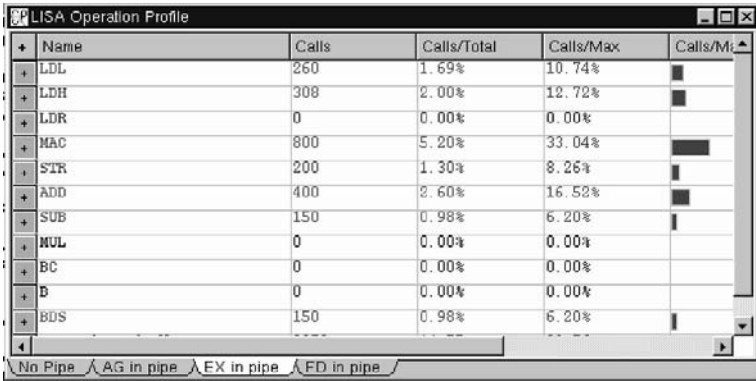 LISA Operation Profile
+ Name Calls Calls/Total Calls/Max Calls/Ma
+ LDL 260 1.69% 10.74%
+ LDH 308 2.00% 12.72%
+ LDR 0 0.00% 0.00%
+ MAC 800 5.20% 33.04%
+ STR 200 1.30% 8.26%
+ ADD 400 2.60% 16.52%
+ SUB 150 0.98% 6.20%
+ MUL 0 0.00% 0.00%
+ BC 0 0.00% 0.00%
+ B 0 0.00% 0.00%
+ BDS 150 0.98% 6.20%
No Pipe AG in pipe EX in pipe FD in pipe